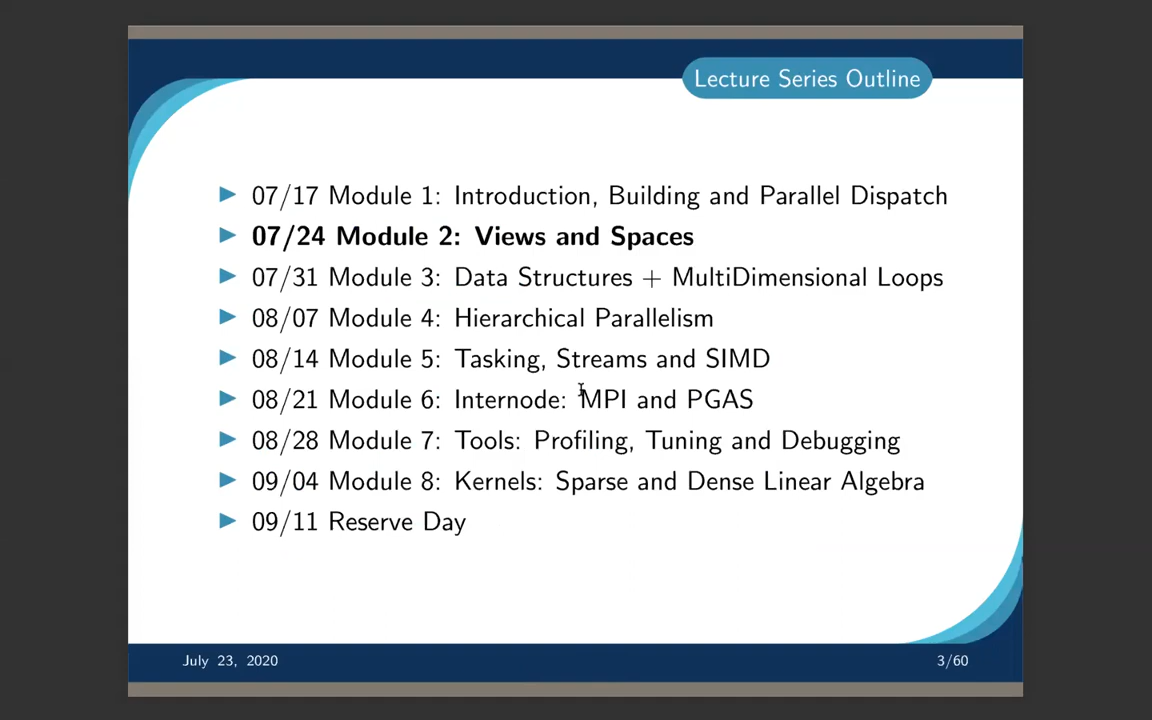 Lecture Series Outline
07/17 Module 1: Introduction, Building and Parallel Dispatch
07/24 Module 2: Views and Spaces
07/31 Module 3: Data Structures + MultiDimensional Loops
08/07 Module 4: Hierarchical Parallelism
08/14 Module 5: Tasking, Streams and SIMD
08/21 Module 6: Internode: MPI and PGAS
08/28 Module 7: Tools: Profiling, Tuning and Debugging
09/04 Module 8: Kernels: Sparse and Dense Linear Algebra
09/11 Reserve Day
July 23, 2020
3/60